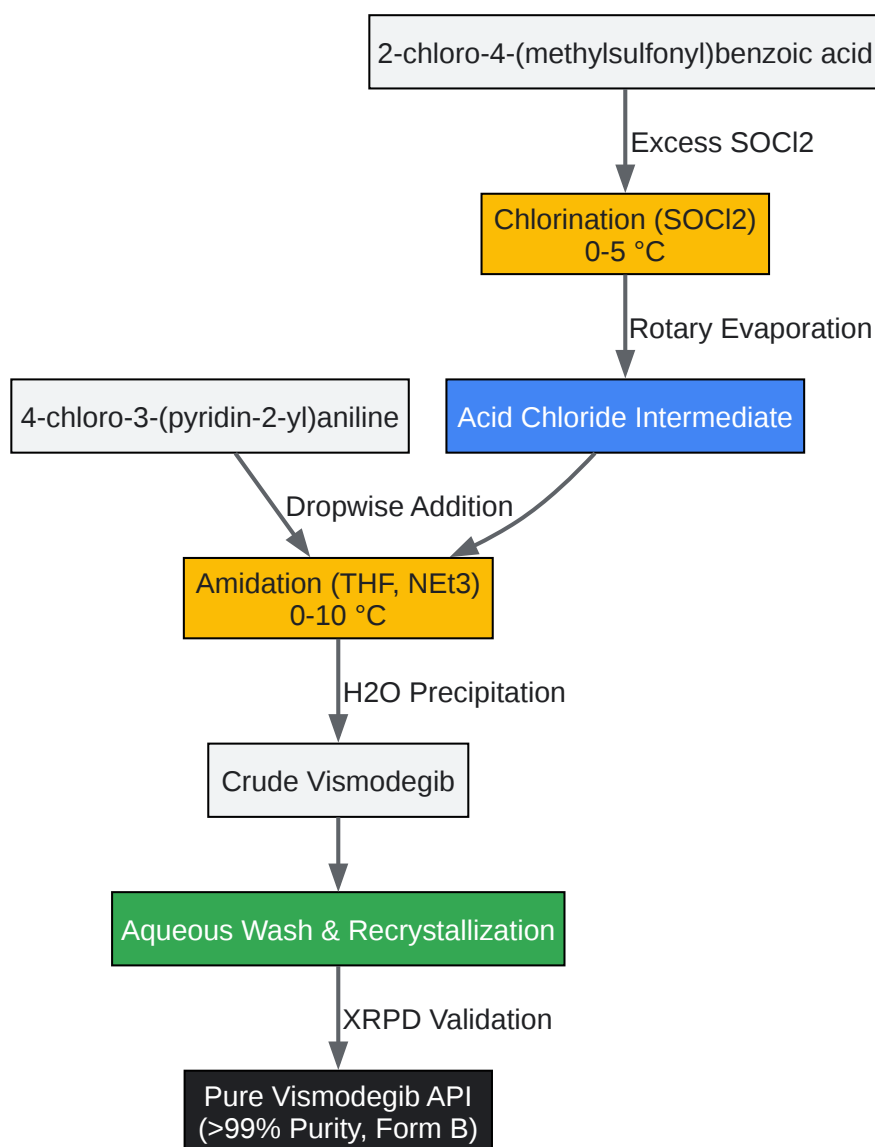 2-chloro-4-(methylsulfonyl)benzoic acid
Excess SOCl2
Chlorination (SOCl2)
0-5 °C
Rotary Evaporation
4-chloro-3-(pyridin-2-yl)aniline
Acid Chloride Intermediate
Dropwise Addition
Amidation (THF, NEt3)
0-10 °C
H2O Precipitation
Crude Vismodegib
Aqueous Wash & Recrystallization
XRPD Validation
Pure Vismodegib API
(>99% Purity, Form B)